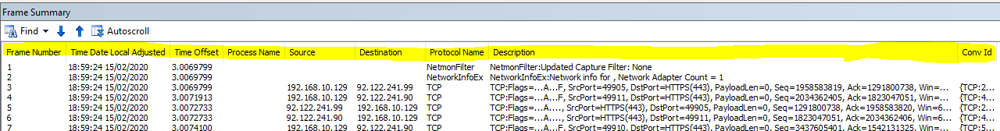 Frame Summary
Find Autoscroll
Frame Number Time Date Local Adjusted Time Offset Process Name Source Destination Protocol Name Description Conv Id
1 18:59:24 15/02/2020 3.0069799 NetmonFilter NetmonFilter:Updated Capture Filter: None
2 18:59:24 15/02/2020 3.0069799 NetworkInfoEx NetworkInfoEx:Network info for , Network Adapter Count = 1
3 18:59:24 15/02/2020 3.0069799 192.168.10.129 92.122.241.99 TCP TCP:Flags=...A...F, SrcPort=49905, DstPort=HTTPS(443), PayloadLen=0, Seq=1958583819, Ack=1291800738, Win=... {TCP:2...
4 18:59:24 15/02/2020 3.0071913 192.168.10.129 92.122.241.90 TCP TCP:Flags=...A...F, SrcPort=49911, DstPort=HTTPS(443), PayloadLen=0, Seq=2034362405, Ack=1823047051, Win=... {TCP:4...
5 18:59:24 15/02/2020 3.0072733 92.122.241.99 192.168.10.129 TCP TCP:Flags=...A...., SrcPort=HTTPS(443), DstPort=49905, PayloadLen=0, Seq=1291800738, Ack=1958583820, Win=6... {TCP:2...
6 18:59:24 15/02/2020 3.0072733 92.122.241.90 192.168.10.129 TCP TCP:Flags=...A...., SrcPort=HTTPS(443), DstPort=49911, PayloadLen=0, Seq=1823047051, Ack=2034362406, Win=6... {TCP:4...
7 18:59:24 15/02/2020 3.0074100 192.168.10.129 92.122.241.90 TCP TCP:Flags=...A...F, SrcPort=49910, DstPort=HTTPS(443), PayloadLen=0, Seq=3437605401, Ack=1542131325, Win=... {TCP:5...